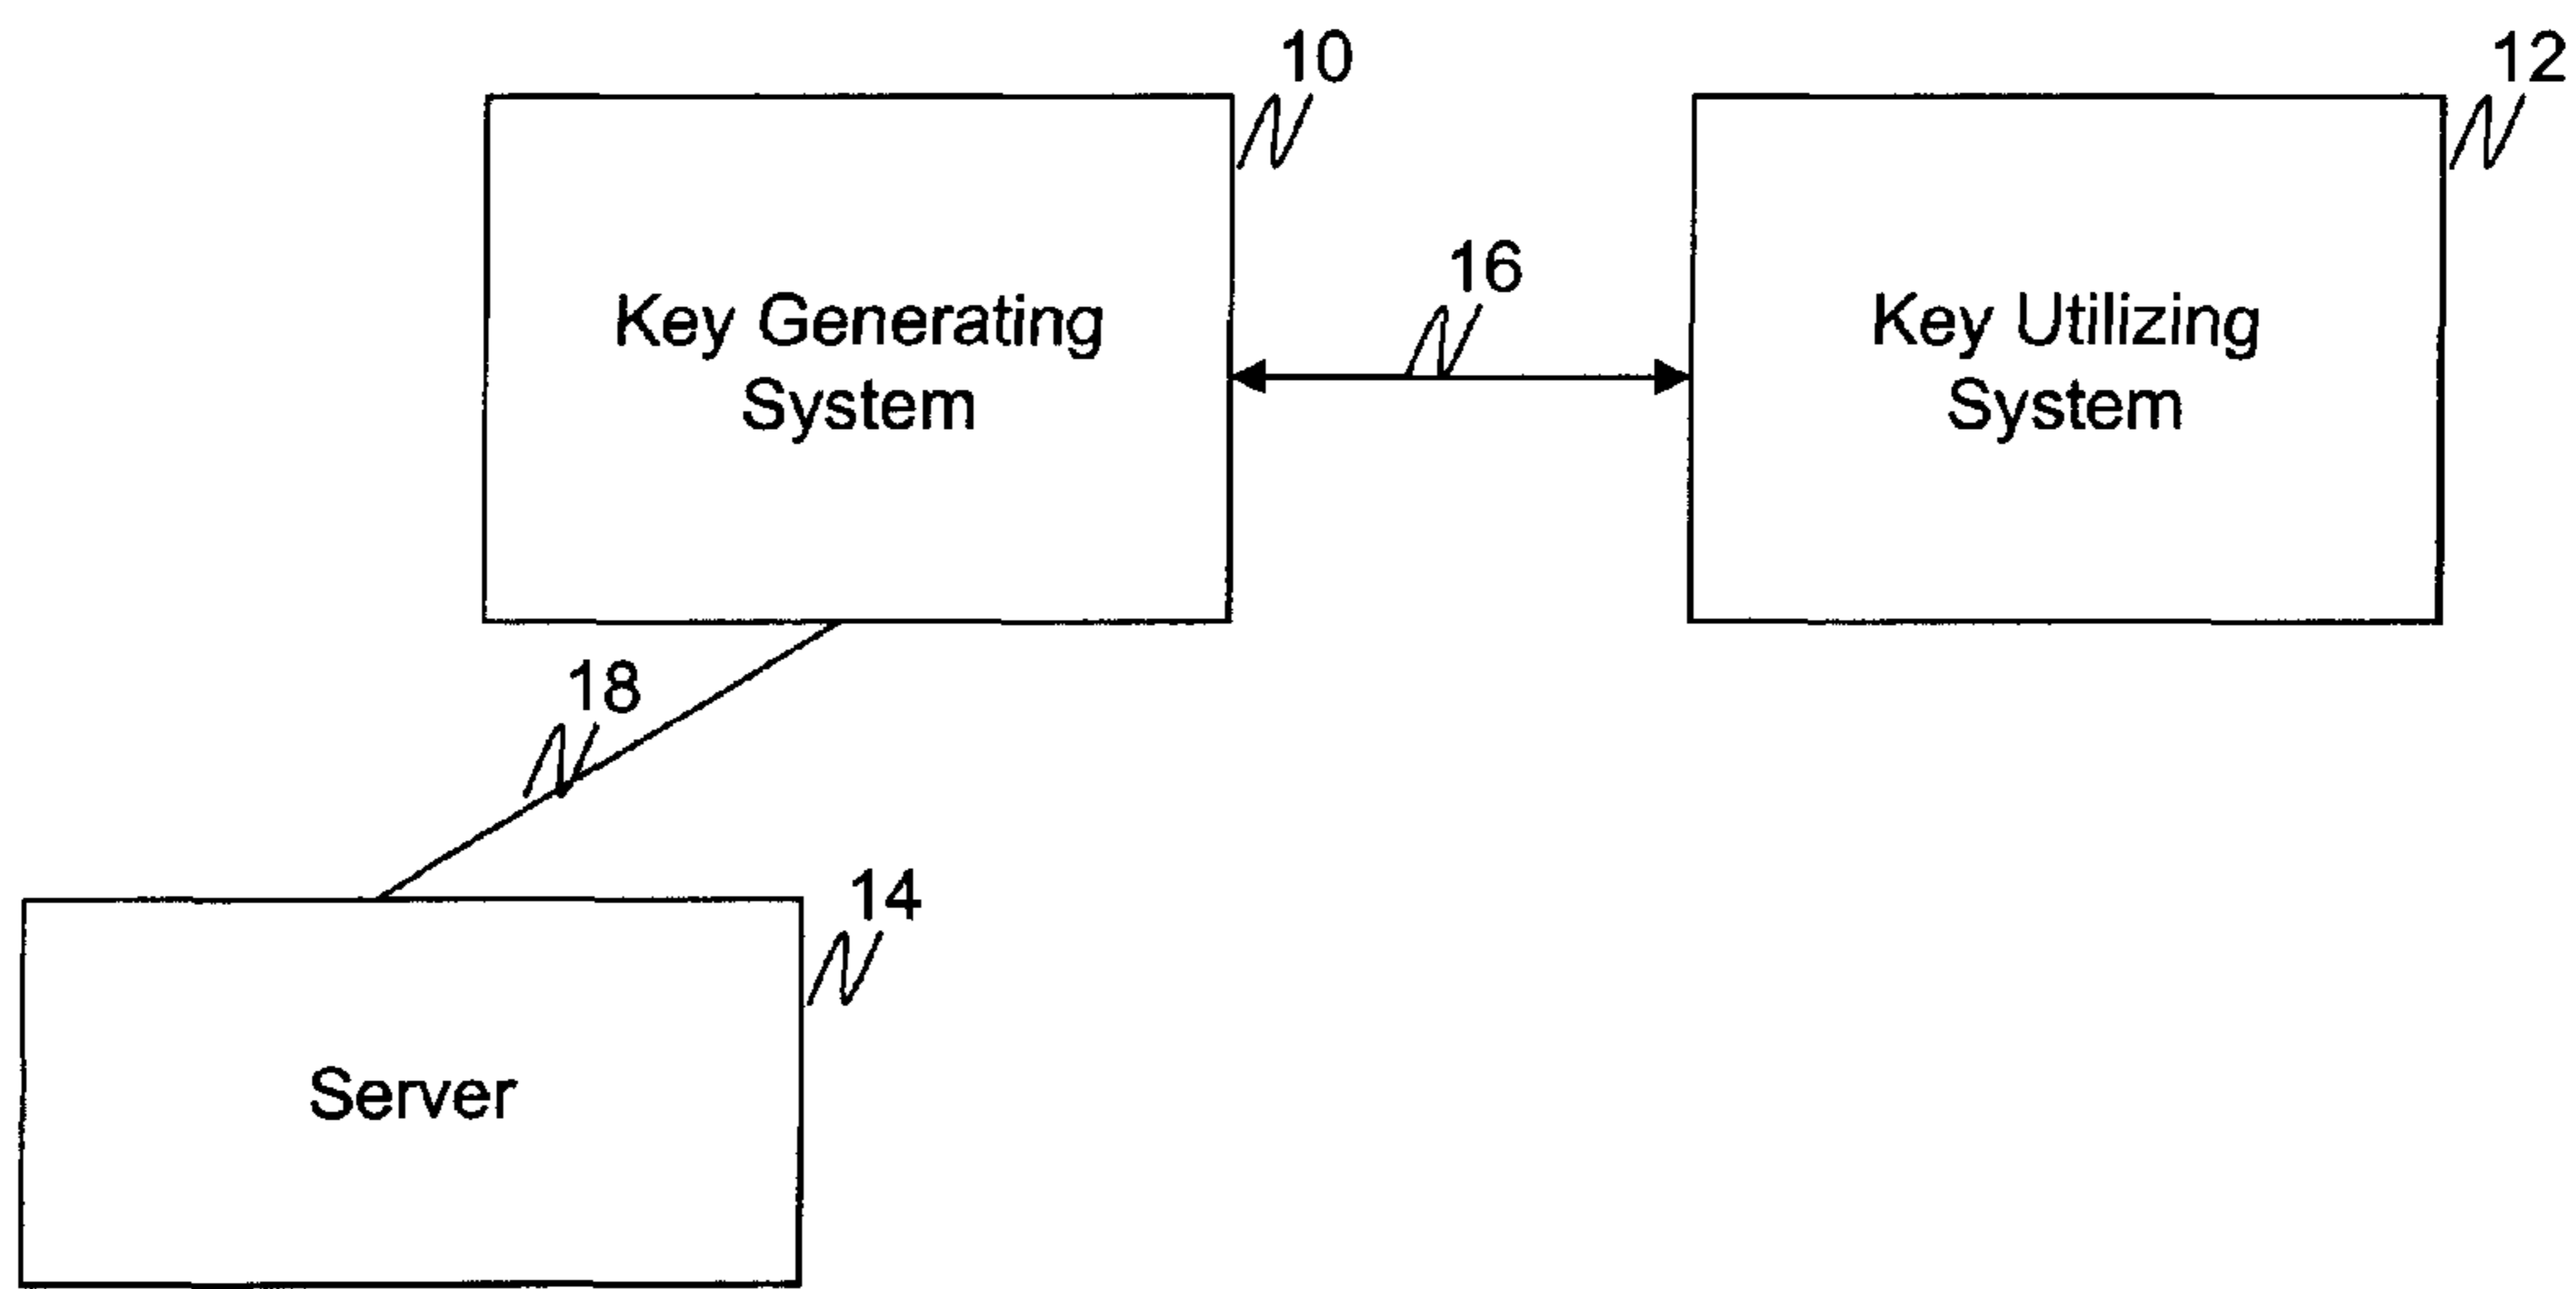 10
12
16
Key Generating
System
Key Utilizing
System
18
14
Server